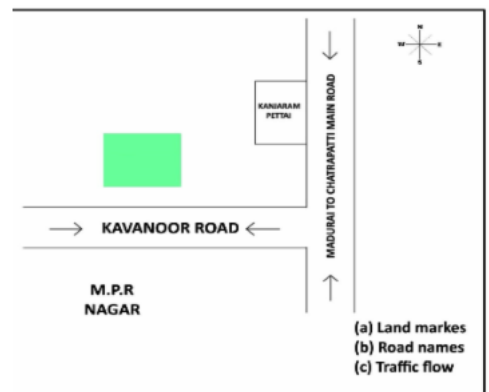 N
W E
S
KANJARAM
PETTAI
MADURAI TO CHATRAPATTI MAIN ROAD
KAVANOOR ROAD
M.P.R
NAGAR
(a) Land markes
(b) Road names
(c) Traffic flow